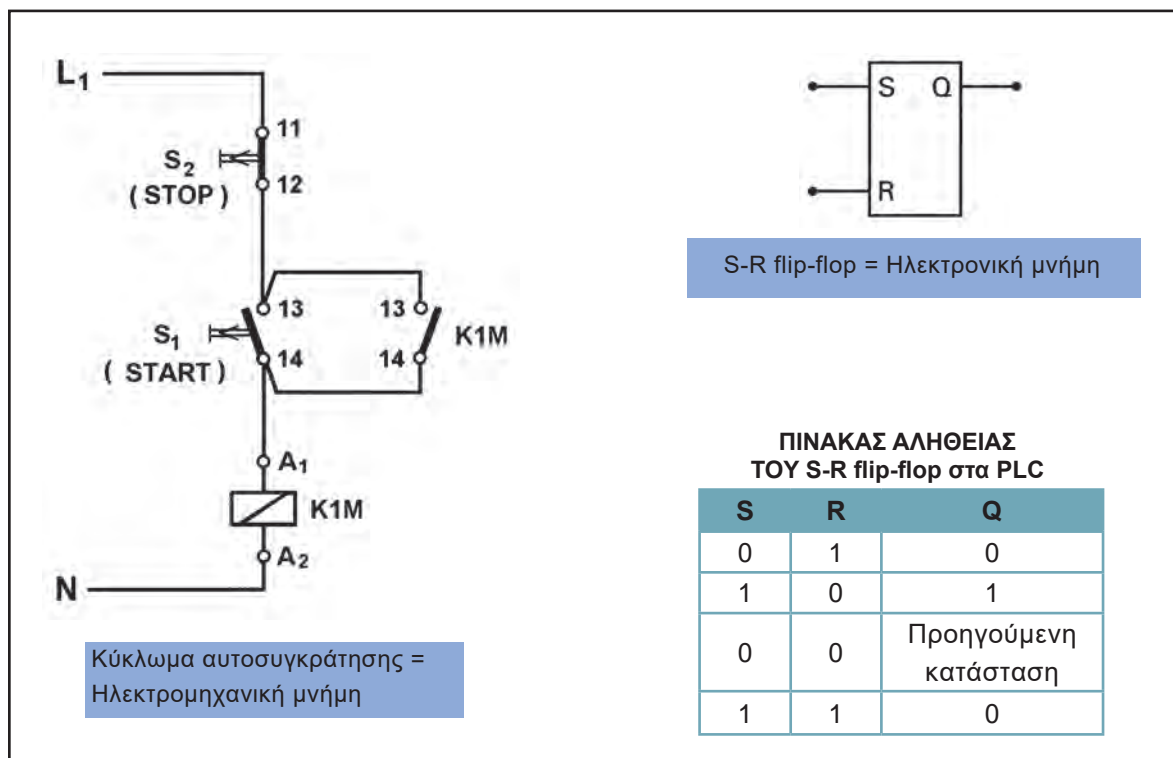 L1
11
S2
( STOP )
12
13
13
S1
K1M
( START )
14
14
A1
K1M
A2
N
Κύκλωμα αυτοσυγκράτησης =
Ηλεκτρομηχανική μνήμη
S Q
R
S-R flip-flop = Ηλεκτρονική μνήμη
ΠΙΝΑΚΑΣ ΑΛΗΘΕΙΑΣ
ΤΟΥ S-R flip-flop στα PLC
S R Q
0 1 0
1 0 1
0 0 Προηγούμενη
κατάσταση
1 1 0